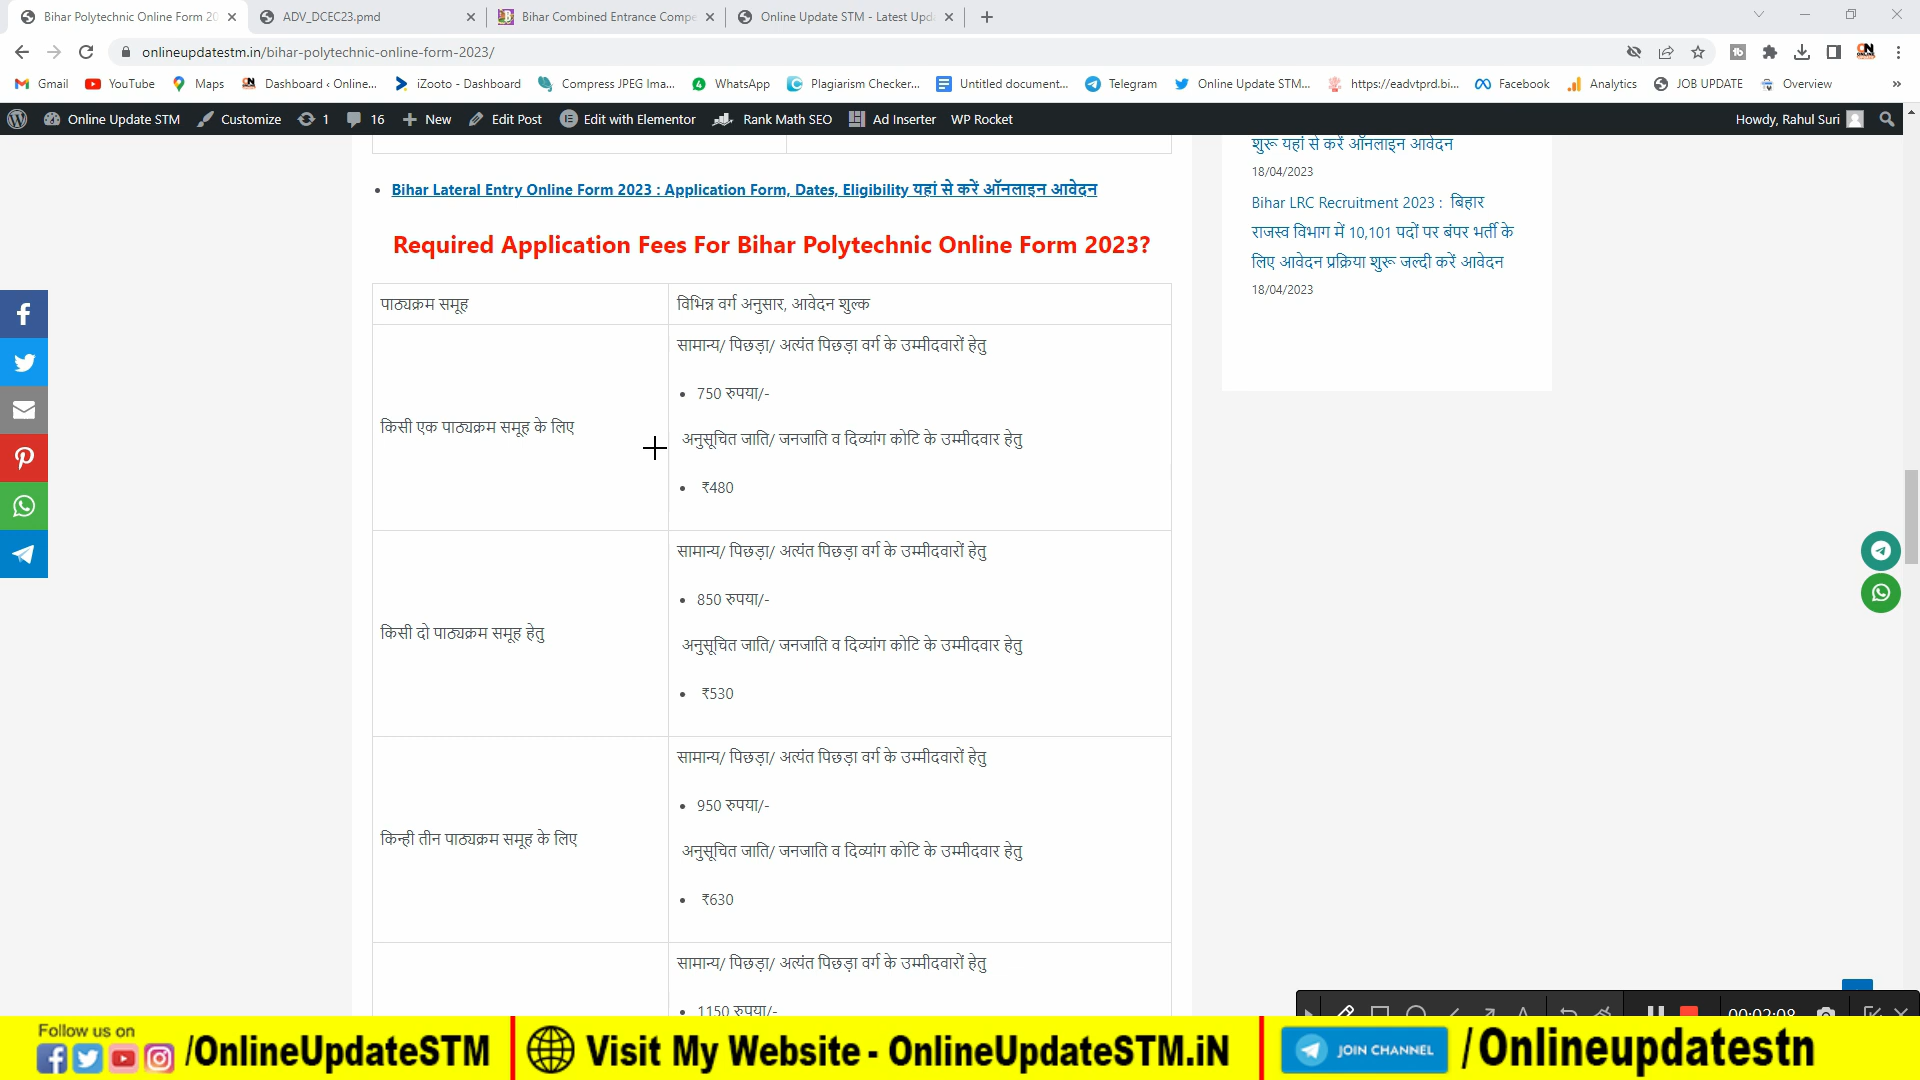 Bihar Polytechnic Online Form 20
ADV_DCEC23.pmd
Bihar Combined Entrance Compe
Online Update STM - Latest Upd
onlineupdatestm.in/bihar-polytechnic-online-form-2023/
Gmail
YouTube
Maps
Dashboard ‹ Online...
iZooto - Dashboard
Compress JPEG Ima...
WhatsApp
Plagiarism Checker...
Untitled document...
Telegram
Online Update STM...
https://eadvtprd.bi...
Facebook
Analytics
JOB UPDATE
Overview
»
Online Update STM
Customize
1
16
New
Edit Post
Edit with Elementor
Rank Math SEO
Ad Inserter
WP Rocket
Howdy, Rahul Suri
Bihar Lateral Entry Online Form 2023 : Application Form, Dates, Eligibility यहां से करें ऑनलाइन आवेदन
Required Application Fees For Bihar Polytechnic Online Form 2023?
पाठ्यक्रम समूह
विभिन्न वर्ग अनुसार, आवेदन शुल्क
किसी एक पाठ्यक्रम समूह के लिए
सामान्य/ पिछड़ा/ अत्यंत पिछड़ा वर्ग के उम्मीदवारों हेतु
750 रुपया/-
अनुसूचित जाति/ जनजाति व दिव्यांग कोटि के उम्मीदवार हेतु
₹480
किसी दो पाठ्यक्रम समूह हेतु
सामान्य/ पिछड़ा/ अत्यंत पिछड़ा वर्ग के उम्मीदवारों हेतु
850 रुपया/-
अनुसूचित जाति/ जनजाति व दिव्यांग कोटि के उम्मीदवार हेतु
₹530
किन्ही तीन पाठ्यक्रम समूह के लिए
सामान्य/ पिछड़ा/ अत्यंत पिछड़ा वर्ग के उम्मीदवारों हेतु
950 रुपया/-
अनुसूचित जाति/ जनजाति व दिव्यांग कोटि के उम्मीदवार हेतु
₹630
सामान्य/ पिछड़ा/ अत्यंत पिछड़ा वर्ग के उम्मीदवारों हेतु
1150 रुपया/-
शुरू यहां से करें ऑनलाइन आवेदन
18/04/2023
Bihar LRC Recruitment 2023 : बिहार
राजस्व विभाग में 10,101 पदों पर बंपर भर्ती के
लिए आवेदन प्रक्रिया शुरू जल्दी करें आवेदन
18/04/2023
00:02:08
Follow us on
/OnlineUpdateSTM
Visit My Website - OnlineUpdateSTM.iN
JOIN CHANNEL
/Onlineupdatestn